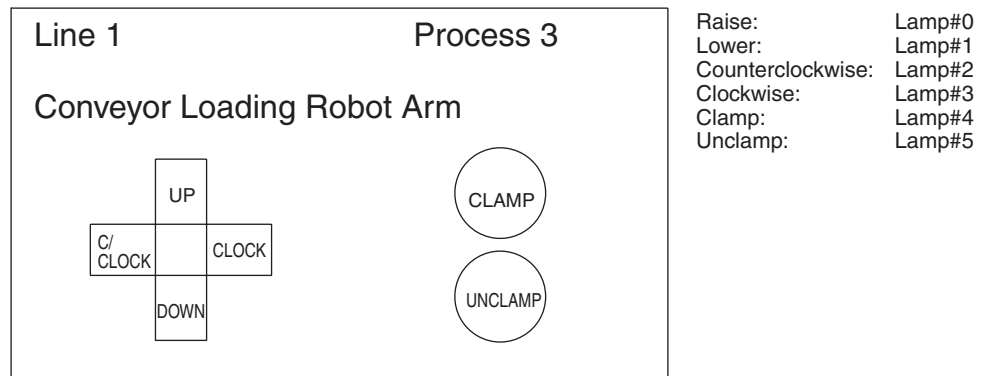 Line 1 Process 3
Conveyor Loading Robot Arm
UP
C/
CLOCK
CLOCK
DOWN
CLAMP
UNCLAMP
Raise: Lamp#0
Lower: Lamp#1
Counterclockwise: Lamp#2
Clockwise: Lamp#3
Clamp: Lamp#4
Unclamp: Lamp#5